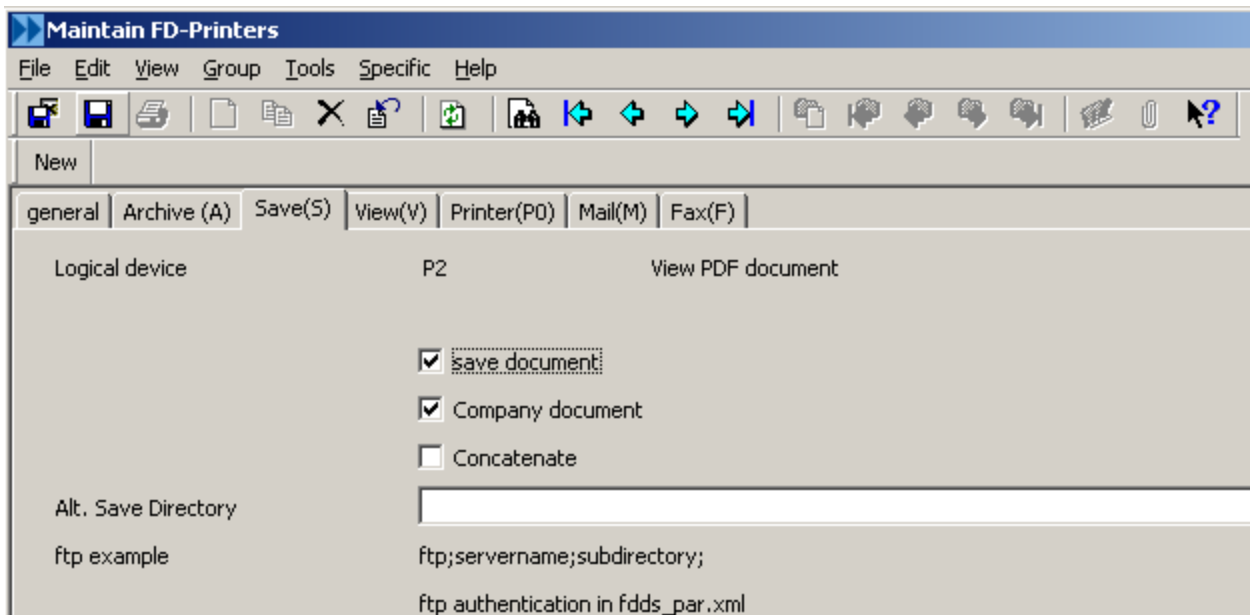 Maintain FD-Printers
File Edit View Group Tools Specific Help
New
general Archive (A) Save(S) View(V) Printer(P0) Mail(M) Fax(F)
Logical device P2 View PDF document
save document
Company document
Concatenate
Alt. Save Directory
ftp example ftp;servername;subdirectory;
ftp authentication in fdds_par.xml